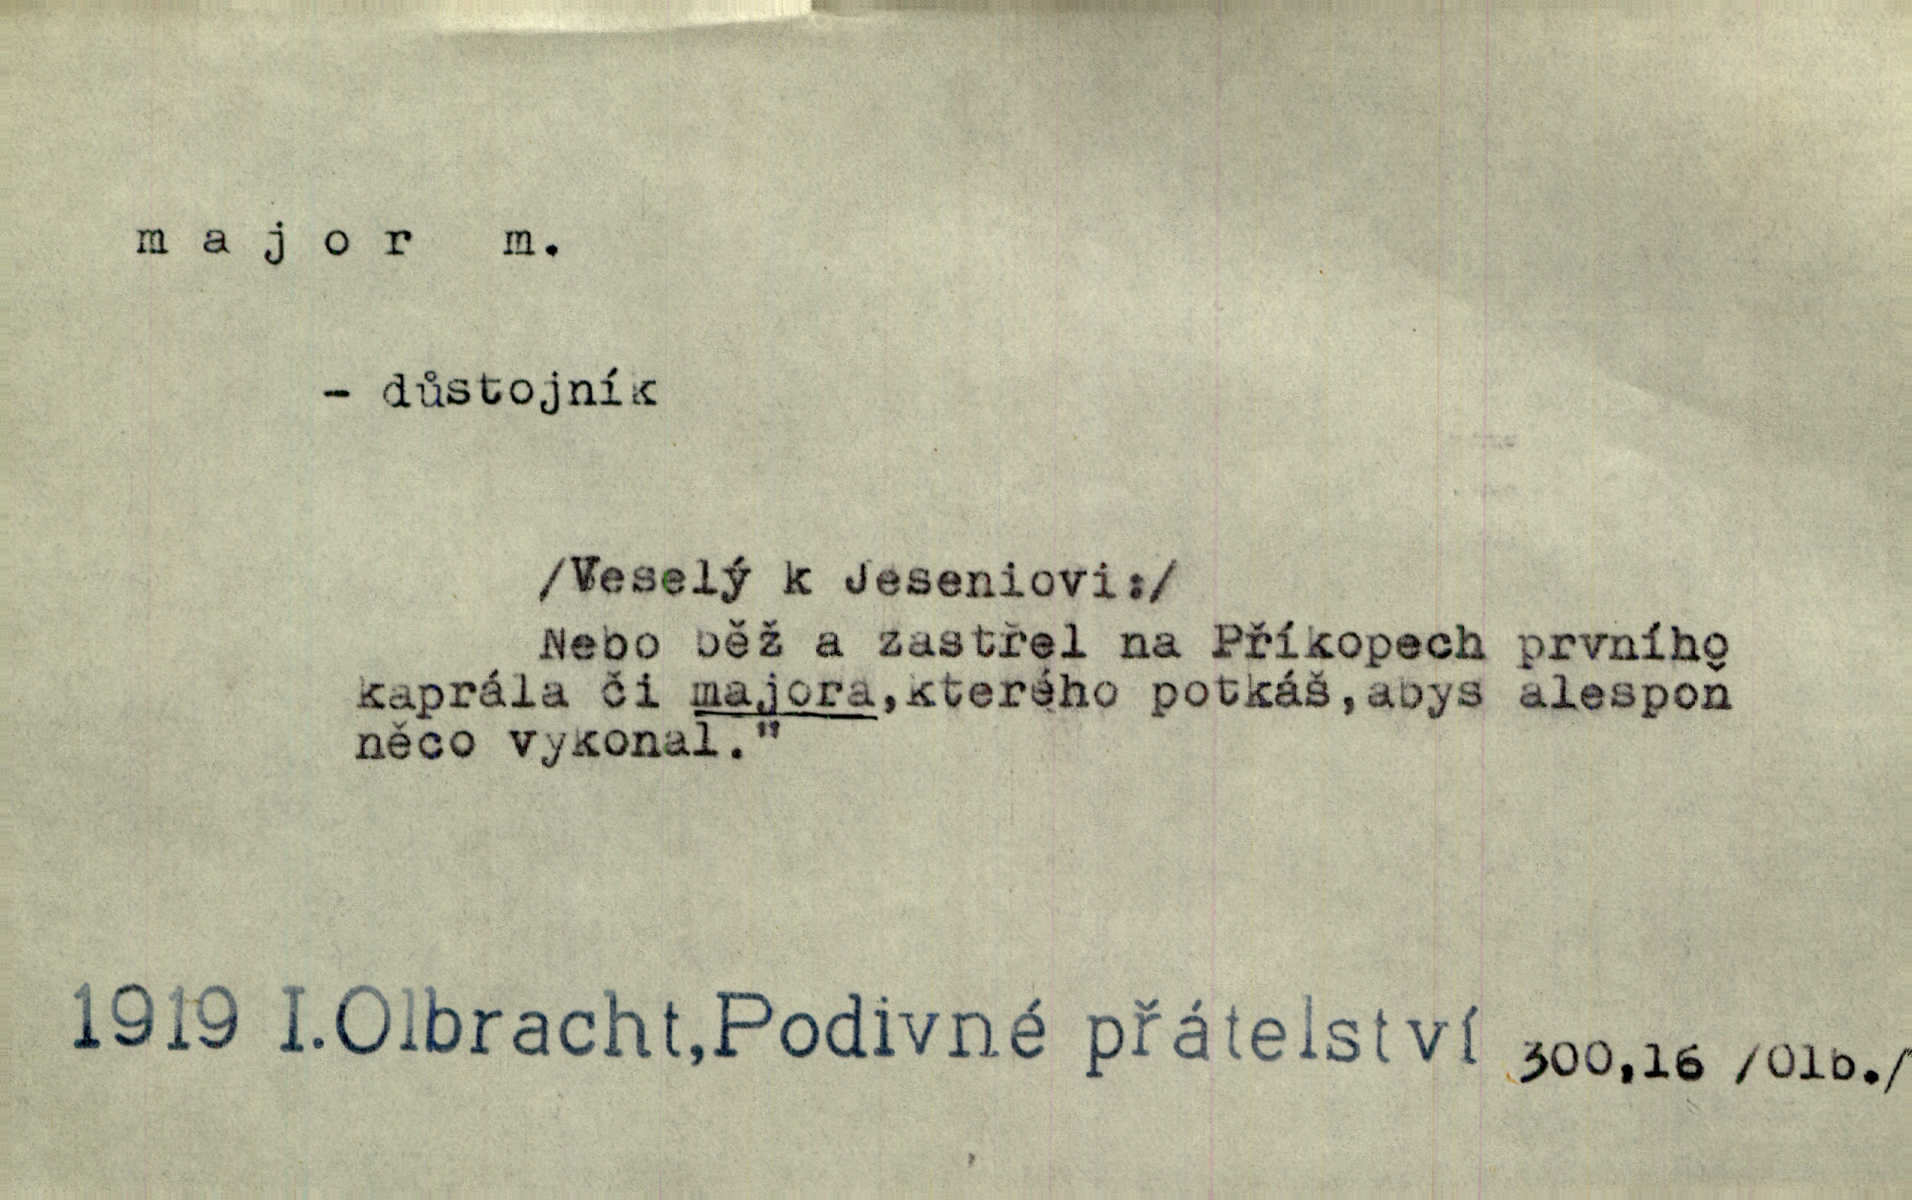 major m.
- důstojník
/Veselý k Jeseniovi:/
Nebo běž a zastřel na Příkopech prvního
kaprála či majora,kterého potkáš,abys alespoň
něco vykonal."
1919 I.Olbracht,Podivné přátelství 300,16 /Olb./